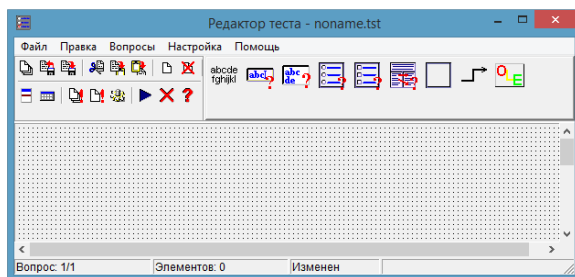 Редактор теста - noname.tst
Файл Правка Вопросы Настройка Помощь
abcde
fghijkl
abc
abc
de
OLE
Вопрос: 1/1 Элементов: 0 Изменен